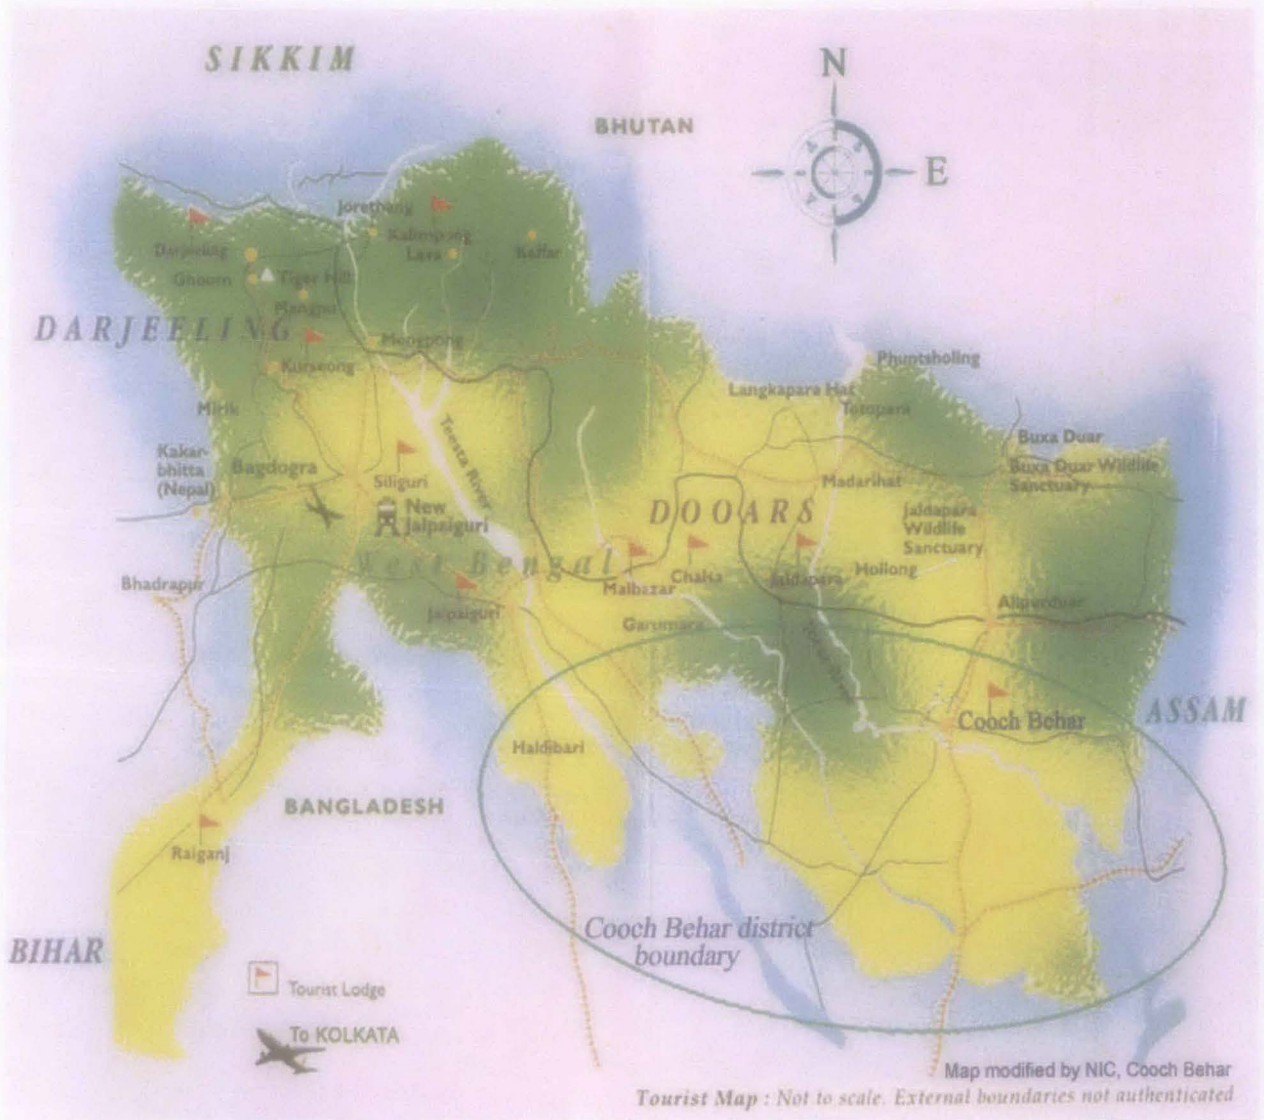 SIKKIM
N
BHUTAN
E
Jorethang
Kalimpong
Darjeeling
Lava
Kaffar
Ghoom
Tiger Hill
DARJEELING
Mongpong
Kurseong
Phuntsholing
Langkapara Hat
Mirik
Totopara
Teesta River
Buxa Duar
Kakar-
bhitta
(Nepal)
Bagdogra
Buxa Duar Wildlife
Sanctuary
Siliguri
Madarihat
New
Jalpaiguri
DOOARS
Jaldapara
Wildlife
Sanctuary
West Bengal
Bhadrapur
Malbazar
Chalsa
Jaldapara
Hollong
Jalpaiguri
Alipurduar
Garumara
Cooch Behar
ASSAM
Haldibari
BANGLADESH
Raiganj
BIHAR
Cooch Behar district
boundary
Tourist Lodge
To KOLKATA
Map modified by NIC, Cooch Behar
Tourist Map : Not to scale. External boundaries not authenticated